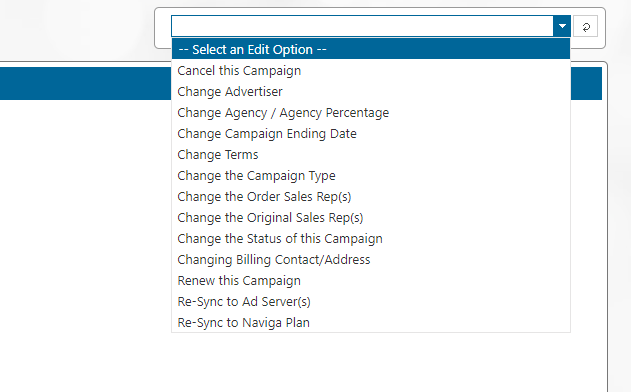 -- Select an Edit Option --
Cancel this Campaign
Change Advertiser
Change Agency / Agency Percentage
Change Campaign Ending Date
Change Terms
Change the Campaign Type
Change the Order Sales Rep(s)
Change the Original Sales Rep(s)
Change the Status of this Campaign
Changing Billing Contact/Address
Renew this Campaign
Re-Sync to Ad Server(s)
Re-Sync to Naviga Plan